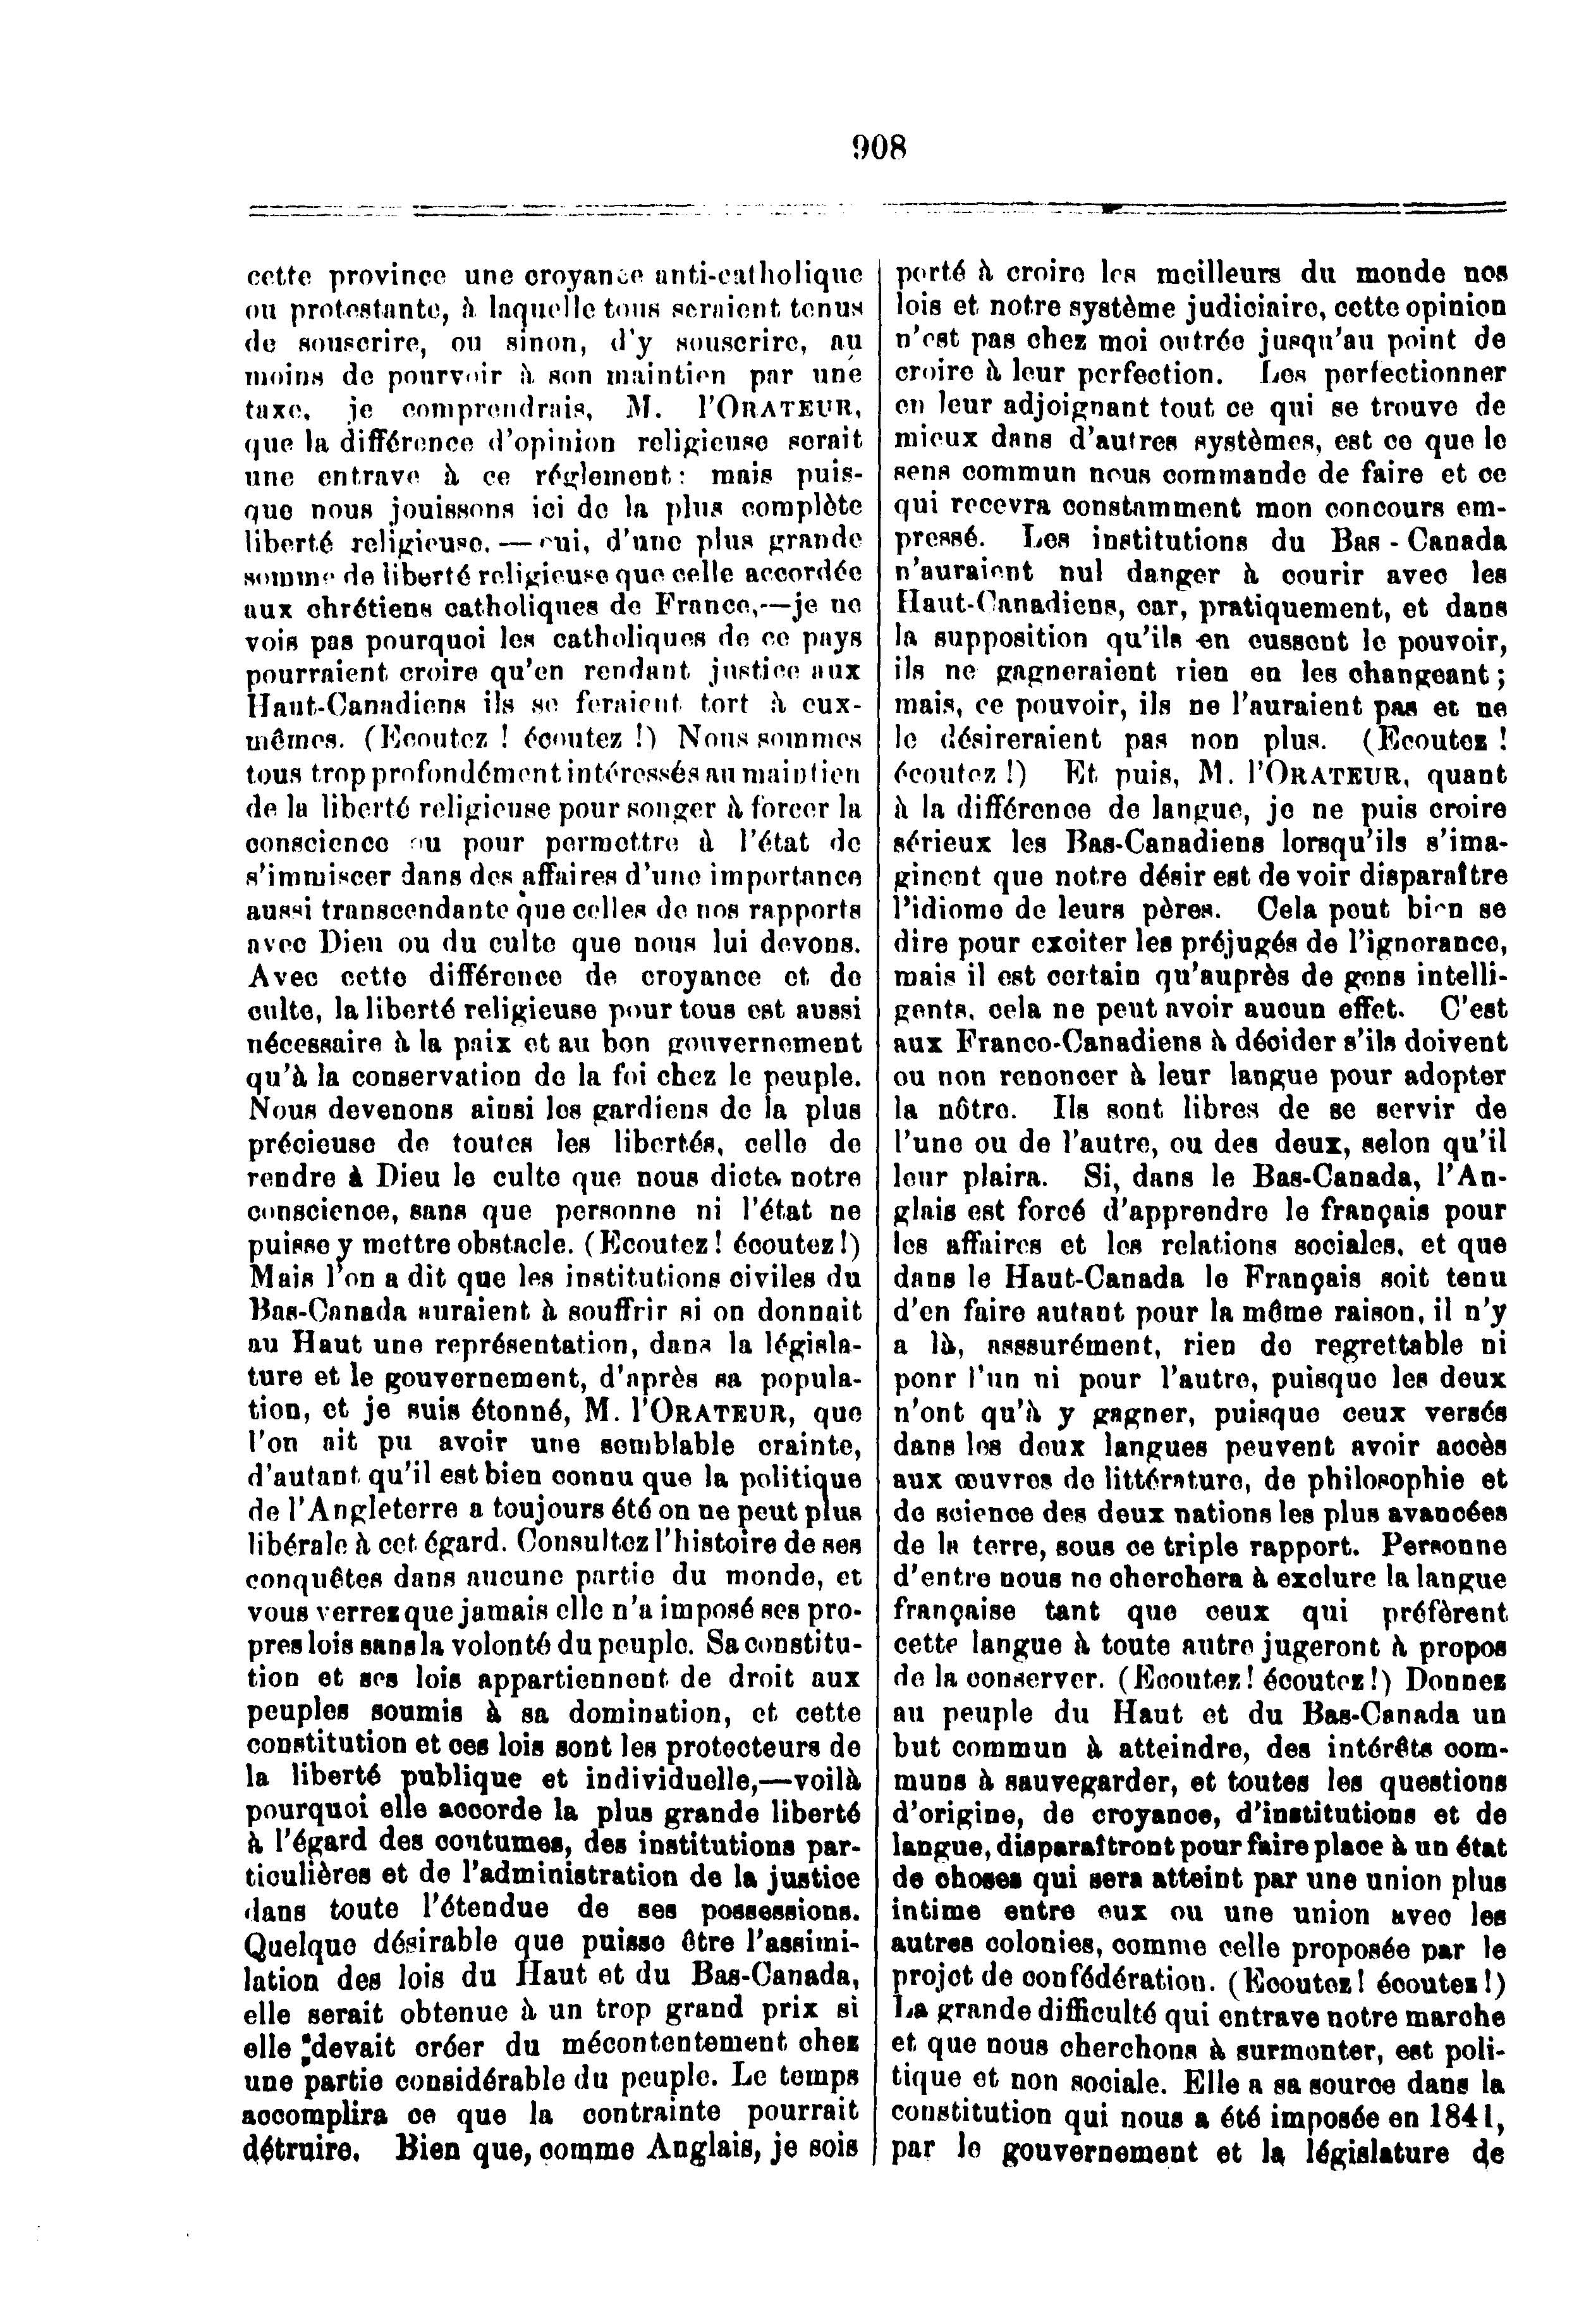 908
cette province une croyance anti-catholique
ou protestante, à laquelle tous seraient tenus
de souscrire, ou sinon, d'y souscrire, au
moins de pourvoir à son maintien par une
taxe, je comprendrais, M. l'ORATEUR,
que la différence d'opinion religieuse serait
une entrave à ce réglement : mais puis-
que nous jouissons ici de la plus complète
liberté religieuse,—oui, d'une plus grande
somme de liberté religieuse que celle accordée
aux chrétiens catholiques de France,—je ne
vois pas pourquoi les catholiques de ce pays
pourraient croire qu'en rendant justice aux
Haut-Canadiens ils se feraient tort à eux-
mêmes. (Ecoutez ! écoutez !) Nous sommes
tous trop profondément intéressés au maintien
de la liberté religieuse pour songer à forcer la
conscience ou pour permettre à l'état de
s'immiscer dans des affaires d'une importance
aussi transcendante que celles de nos rapports
avec Dieu ou du culte que nous lui devons.
Avec cette différence de croyance et de
culte, la liberté religieuse pour tous est aussi
nécessaire à la paix et au bon gouvernement
qu'à la conservation de la foi chez le peuple.
Nous devenons ainsi les gardiens de la plus
précieuse de toutes les libertés, celle de
rendre à Dieu le culte que nous dicte notre
conscience, sans que personne ni l'état ne
puisse y mettre obstacle. (Ecoutez! écoutez!)
Mais l'on a dit que les institutions civiles du
Bas-Canada auraient à souffrir si on donnait
au Haut une représentation, dans la législa-
ture et le gouvernement, d'après sa popula-
tion, et je suis étonné, M. l'ORATEUR, que
l'on ait pu avoir une semblable crainte,
d'autant qu'il est bien connu que la politique
de l'Angleterre a toujours été on ne peut plus
libérale à cet égard. Consultez l'histoire de ses
conquêtes dans aucune partie du monde, et
vous verrez que jamais elle n'a imposé ses pro-
pres lois sans la volonté du peuple. Sa constitu-
tion et ses lois appartiennent de droit aux
peuples soumis à sa domination, et cette
constitution et ces lois sont les protecteurs de
la liberté publique et individuelle,—voilà
pourquoi elle accorde la plus grande liberté
à l'égard des coutumes, des institutions par-
ticulières et de l'administration de la justice
dans toute l'étendue de ses possessions.
Quelque désirable que puisse être l'assimi-
lation des lois du Haut et du Bas-Canada,
elle serait obtenue à un trop grand prix si
elle devait créer du mécontentement chez
une partie considérable du peuple. Le temps
accomplira ce que la contrainte pourrait
détruire. Bien que, comme Anglais, je sois
porté à croire les meilleurs du monde nos
lois et notre système judiciaire, cette opinion
n'est pas chez moi outrée jusqu'au point de
croire à leur perfection. Les perfectionner
en leur adjoignant tout ce qui se trouve de
mieux dans d'autres systèmes, est ce que le
sens commun nous commande de faire et ce
qui recevra constamment mon concours em-
pressé. Les institutions du Bas-Canada
n'auraient nul danger à courir avec les
Haut-Canadiens, car, pratiquement, et dans
la supposition qu'ils en eussent le pouvoir,
ils ne gagneraient rien en les changeant ;
mais, ce pouvoir, ils ne l'auraient pas et ne
le désireraient pas non plus. (Ecoutez !
écoutez !) Et puis, M. l'ORATEUR, quant
à la différence de langue, je ne puis croire
sérieux les Bas-Canadiens lorsqu'ils s'ima-
ginent que notre désir est de voir disparaître
l'idiome de leurs pères. Cela peut bien se
dire pour exciter les préjugés de l'ignorance,
mais il est certain qu'auprès de gens intelli-
gents, cela ne peut avoir aucun effet. C'est
aux Franco-Canadiens à décider s'ils doivent
ou non renoncer à leur langue pour adopter
la nôtre. Ils sont libres de se servir de
l'une ou de l'autre, ou des deux, selon qu'il
leur plaira. Si, dans le Bas-Canada, l'An-
glais est forcé d'apprendre le français pour
les affaires et les relations sociales, et que
dans le Haut-Canada le Français soit tenu
d'en faire autant pour la même raison, il n'y
a là, asssurément, rien de regrettable ni
ponr l'un ni pour l'autre, puisque les deux
n'ont qu'à y gagner, puisque ceux versés
dans les deux langues peuvent avoir accès
aux œuvres de littérature, de philosophie et
de science des deux nations les plus avancées
de la terre, sous ce triple rapport. Personne
d'entre nous ne cherchera à exclure la langue
française tant que ceux qui préfèrent
cette langue à toute autre jugeront à propos
de la conserver. (Ecoutez! écoutez!) Donnez
au peuple du Haut et du Bas-Canada un
but commun à atteindre, des intérêts com-
muns à sauvegarder, et toutes les questions
d'origine, de croyance, d'institutions et de
langue, disparaîtront pour faire place à un état
de choses qui sera atteint par une union plus
intime entre eux ou une union avec les
autres colonies, comme celle proposée par le
projet de confédération. (Ecoutez! écoutez!)
La grande difficulté qui entrave notre marche
et que nous cherchons à surmonter, est poli-
tique et non sociale. Elle a sa source dans la
constitution qui nous a été imposée en 1841,
par le gouvernement et la législature de